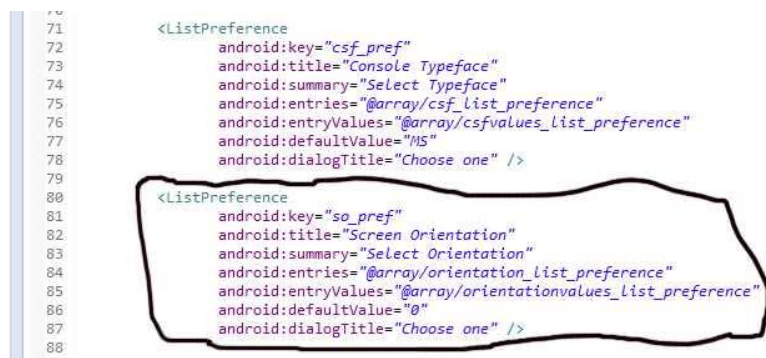 71 <ListPreference
72 android:key="csf_pref"
73 android:title="Console Typeface"
74 android:summary="Select Typeface"
75 android:entries="@array/csf_list_preference"
76 android:entryValues="@array/csfvalues_list_preference"
77 android:defaultValue="MS"
78 android:dialogTitle="Choose one" />
79
80 <ListPreference
81 android:key="so_pref"
82 android:title="Screen Orientation"
83 android:summary="Select Orientation"
84 android:entries="@array/orientation_list_preference"
85 android:entryValues="@array/orientationvalues_list_preference"
86 android:defaultValue="0"
87 android:dialogTitle="Choose one" />
88